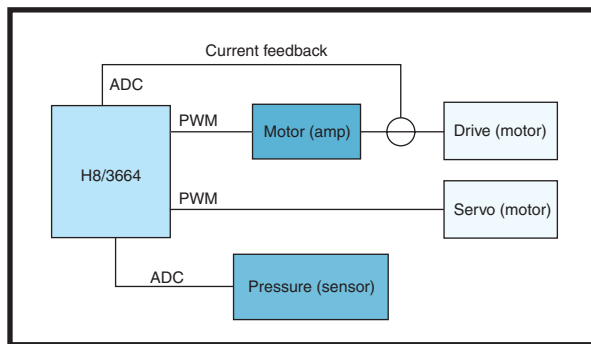 Current feedback
ADC
PWM
Motor (amp)
Drive (motor)
H8/3664
PWM
Servo (motor)
ADC
Pressure (sensor)